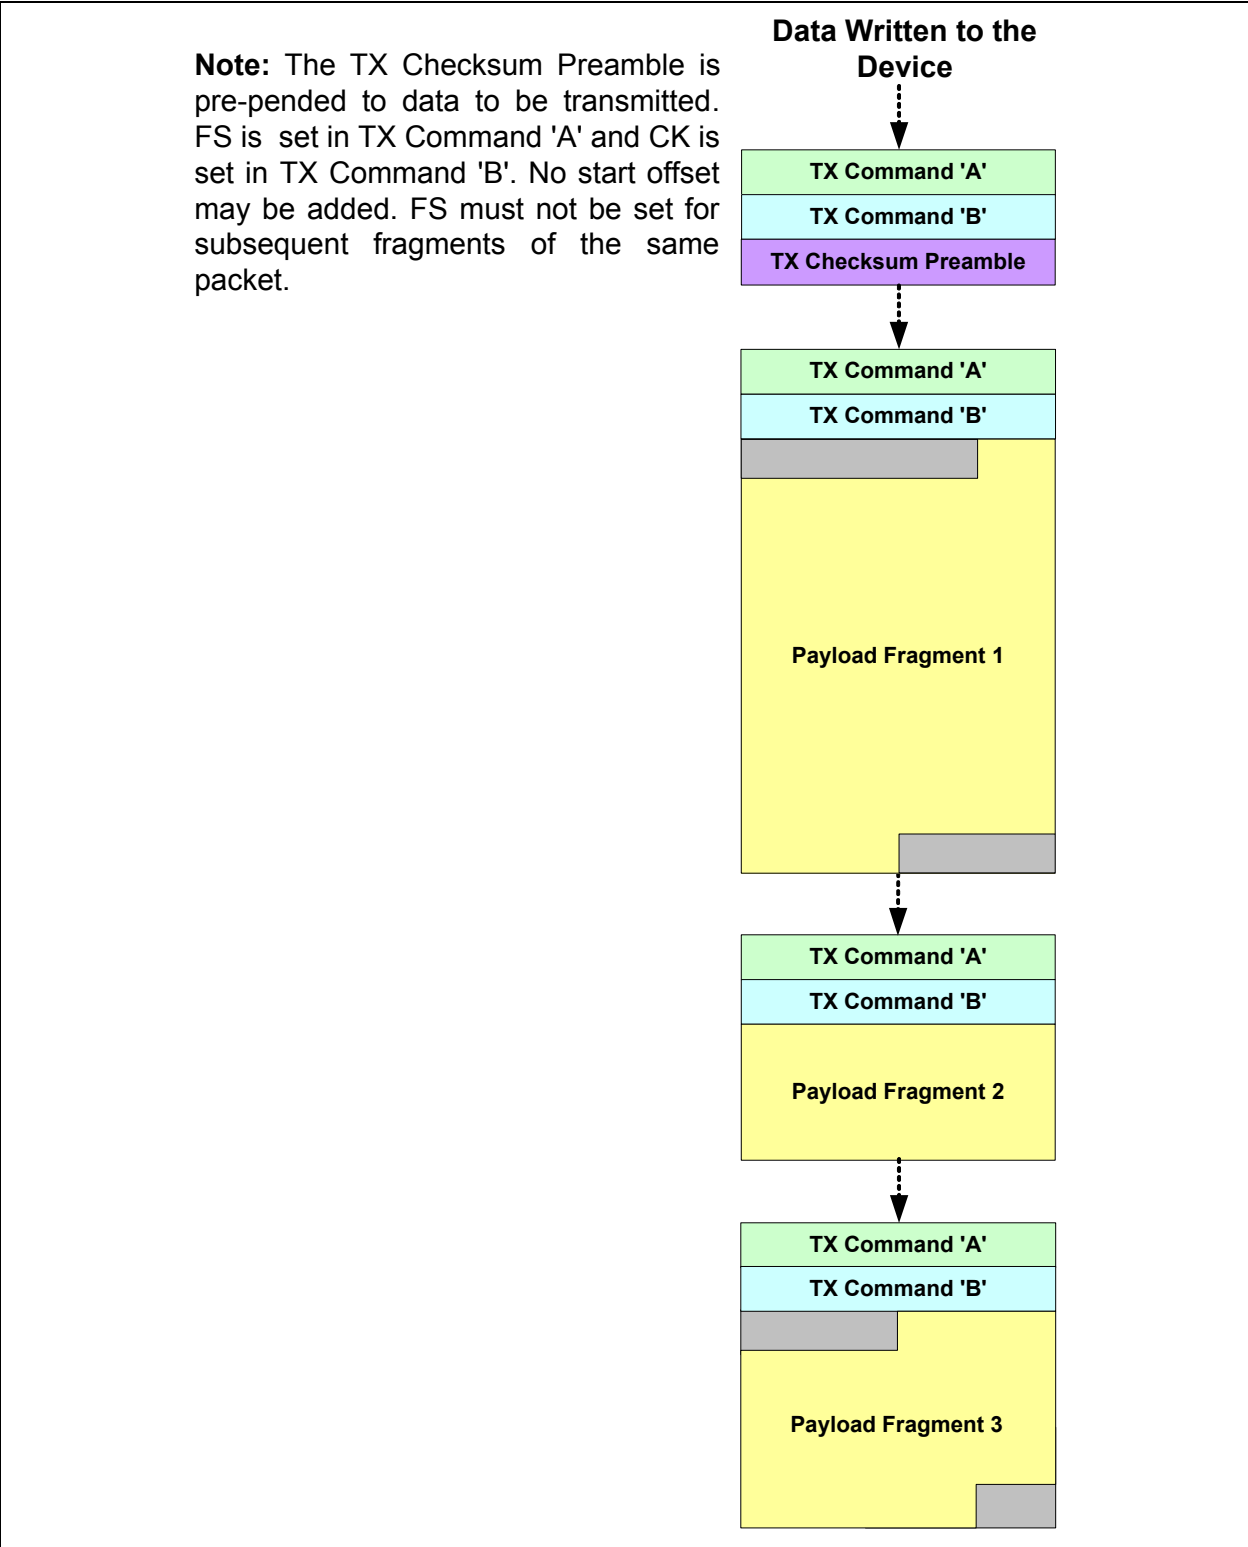 Data Written to the
Device
Note: The TX Checksum Preamble is
pre-pended to data to be transmitted.
FS is set in TX Command 'A' and CK is
set in TX Command 'B'. No start offset
may be added. FS must not be set for
subsequent fragments of the same
packet.
TX Command 'A'
TX Command 'B'
TX Checksum Preamble
TX Command 'A'
TX Command 'B'
Payload Fragment 1
TX Command 'A'
TX Command 'B'
Payload Fragment 2
TX Command 'A'
TX Command 'B'
Payload Fragment 3